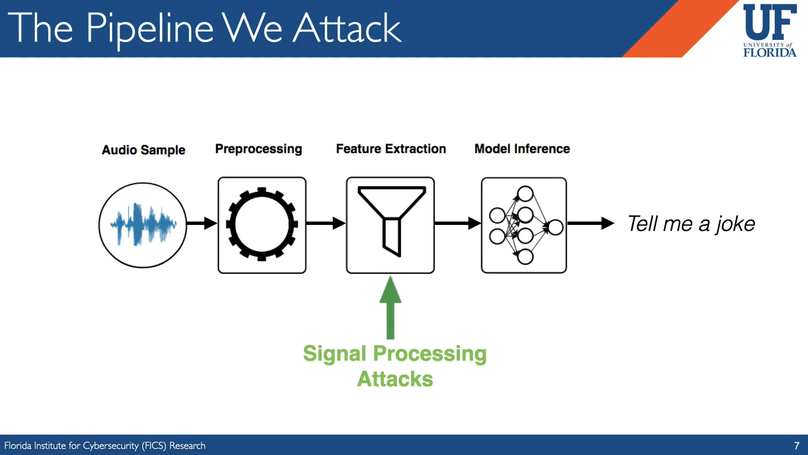 The Pipeline We Attack
UF
UNIVERSITY of
FLORIDA
Audio Sample
Preprocessing
Feature Extraction
Model Inference
Tell me a joke
Signal Processing
Attacks
Florida Institute for Cybersecurity (FICS) Research
7